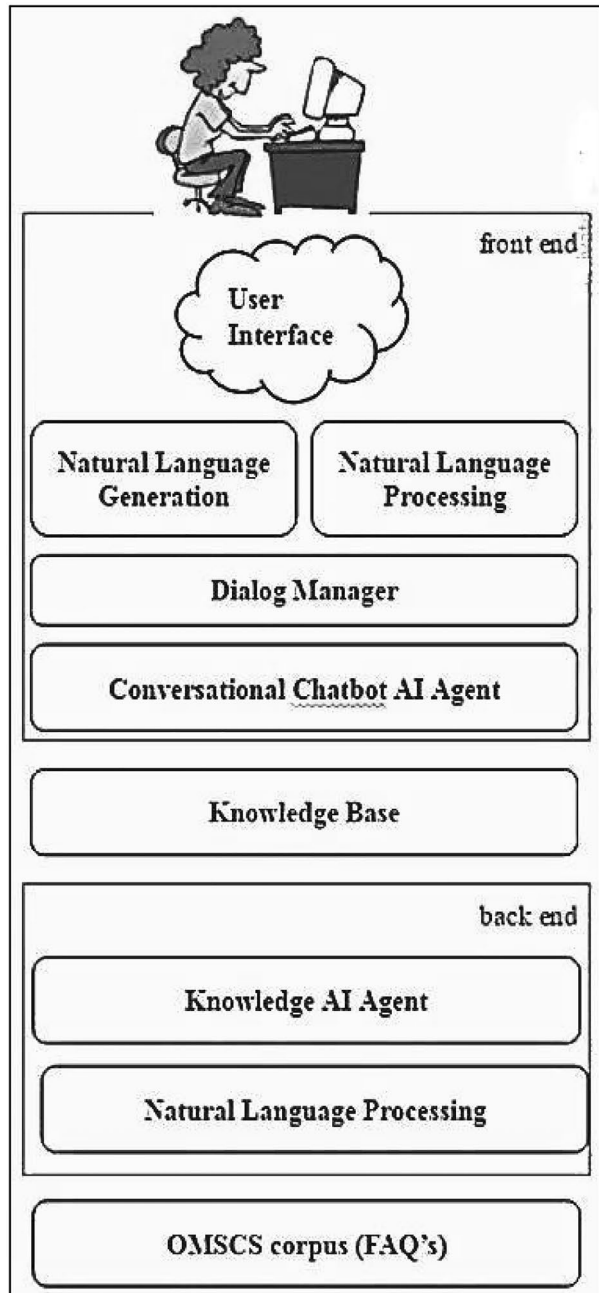 front end
User
Interface
Natural Language
Generation
Natural Language
Processing
Dialog Manager
Conversational Chatbot AI Agent
Knowledge Base
back end
Knowledge AI Agent
Natural Language Processing
OMSCS corpus (FAQ's)